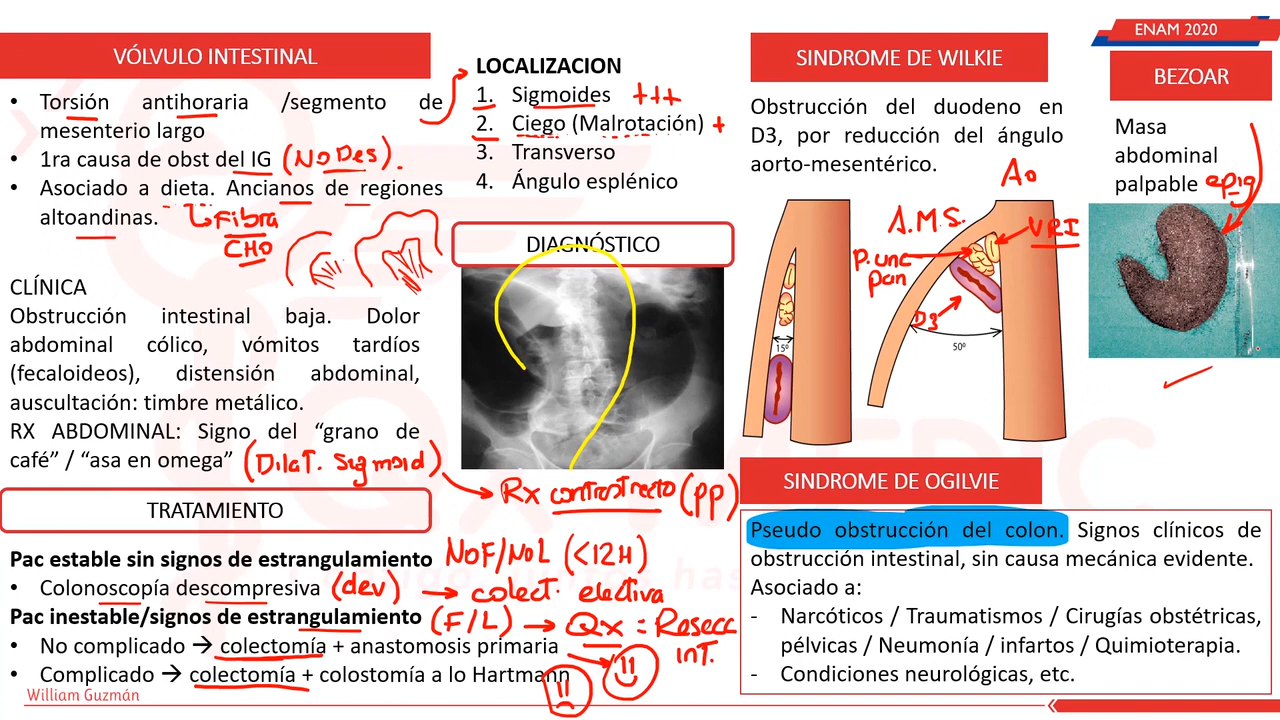 ENAM 2020
VÓLVULO INTESTINAL
• Torsión antihoraria /segmento de
mesenterio largo
• 1ra causa de obst del IG (No Des).
• Asociado a dieta. Ancianos de regiones
altoandinas.
Fibra
CHO
CLÍNICA
Obstrucción intestinal baja. Dolor
abdominal cólico, vómitos tardíos
(fecaloideos), distensión abdominal,
auscultación: timbre metálico.
RX ABDOMINAL: Signo del “grano de
café” / “asa en omega” (Dilat. Sigmoid)
TRATAMIENTO
Pac estable sin signos de estrangulamiento NoF/NoL (<12H)
• Colonoscopía descompresiva (dev) → colect. electiva
Pac inestable/signos de estrangulamiento (F/L) → Qx = Resecc
int.
• No complicado → colectomía + anastomosis primaria
• Complicado → colectomía + colostomía a lo Hartmann
William Guzmán
LOCALIZACION
1. Sigmoides +++
2. Ciego (Malrotación) +
3. Transverso
4. Ángulo esplénico
DIAGNÓSTICO
Rx (pp)
SINDROME DE WILKIE
Obstrucción del duodeno en
D3, por reducción del ángulo
aorto-mesentérico.
Ao
A.M.S.
VRI
P. unc
pan
D3
15º
50º
SINDROME DE OGILVIE
Pseudo obstrucción del colon. Signos clínicos de
obstrucción intestinal, sin causa mecánica evidente.
Asociado a:
- Narcóticos / Traumatismos / Cirugías obstétricas,
pélvicas / Neumonía / infartos / Quimioterapia.
- Condiciones neurológicas, etc.
BEZOAR
Masa
abdominal
palpable epig